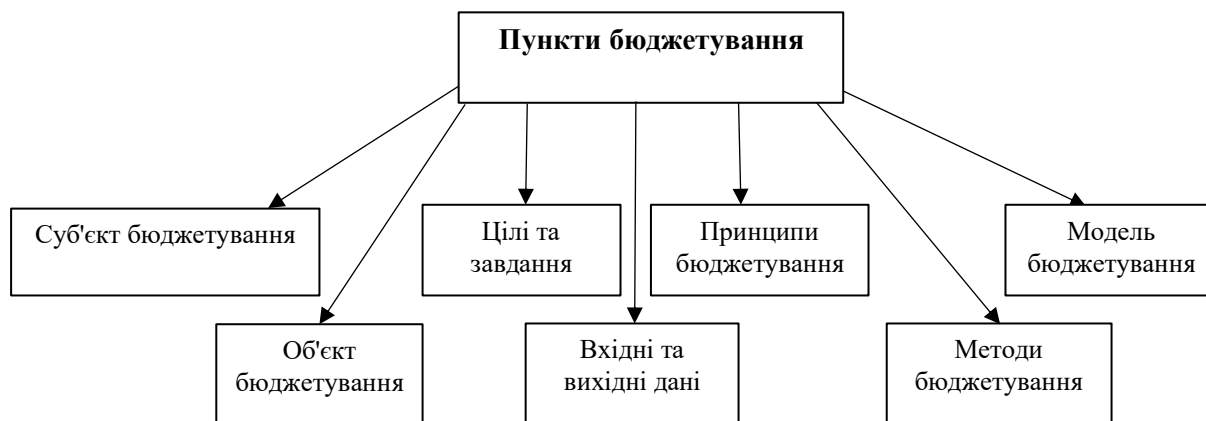 Пункти бюджетування
Суб'єкт бюджетування
Цілі та
завдання
Принципи
бюджетування
Модель
бюджетування
Об'єкт
бюджетування
Вхідні та
вихідні дані
Методи
бюджетування